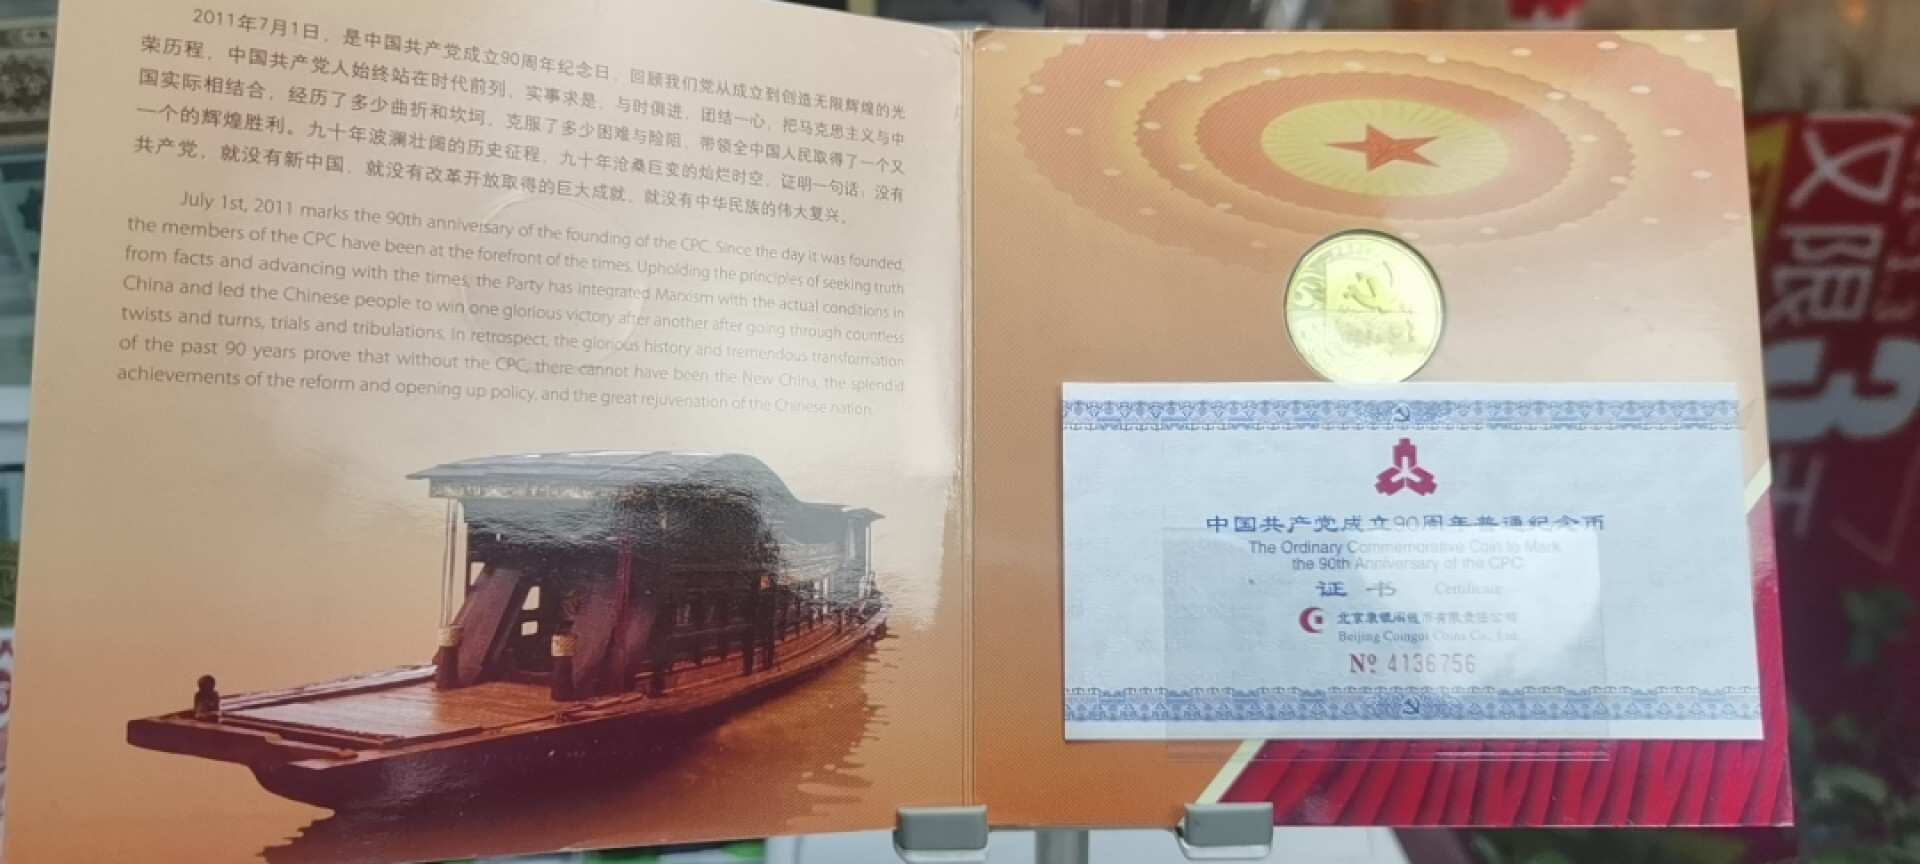 2011年7月1日，是中国共产党成立90周年纪念日，回顾我们党从成立到创造无限辉煌的光
荣历程，中国共产党人始终站在时代前列，实事求是，与时俱进，团结一心，把马克思主义与中
国实际相结合，经历了多少曲折和坎坷，克服了多少困难与险阻，带领全中国人民取得了一个又
一个的辉煌胜利。九十年波澜壮阔的历史征程，九十年沧桑巨变的灿烂时空，证明一句话：没有
共产党，就没有新中国，就没有改革开放取得的巨大成就，就没有中华民族的伟大复兴。
July 1st, 2011 marks the 90th anniversary of the founding of the CPC. Since the day it was founded,
the members of the CPC have been at the forefront of the times. Upholding the principles of seeking truth
from facts and advancing with the times, the Party has integrated Marxism with the actual conditions in
China and led the Chinese people to win one glorious victory after another after going through countless
twists and turns, trials and tribulations. In retrospect, the glorious history and tremendous transformation
of the past 90 years prove that without the CPC, there cannot have been the New China, the splendid
achievements of the reform and opening up policy, and the great rejuvenation of the Chinese nation.
中国共产党成立90周年普通纪念币
The Ordinary Commemorative Coin to Mark
the 90th Anniversary of the CPC
证 书 Certificate
北京康银阁钱币有限责任公司
Beijing Coingot Coins Co., Ltd.
Nº 4136756
仅限
3